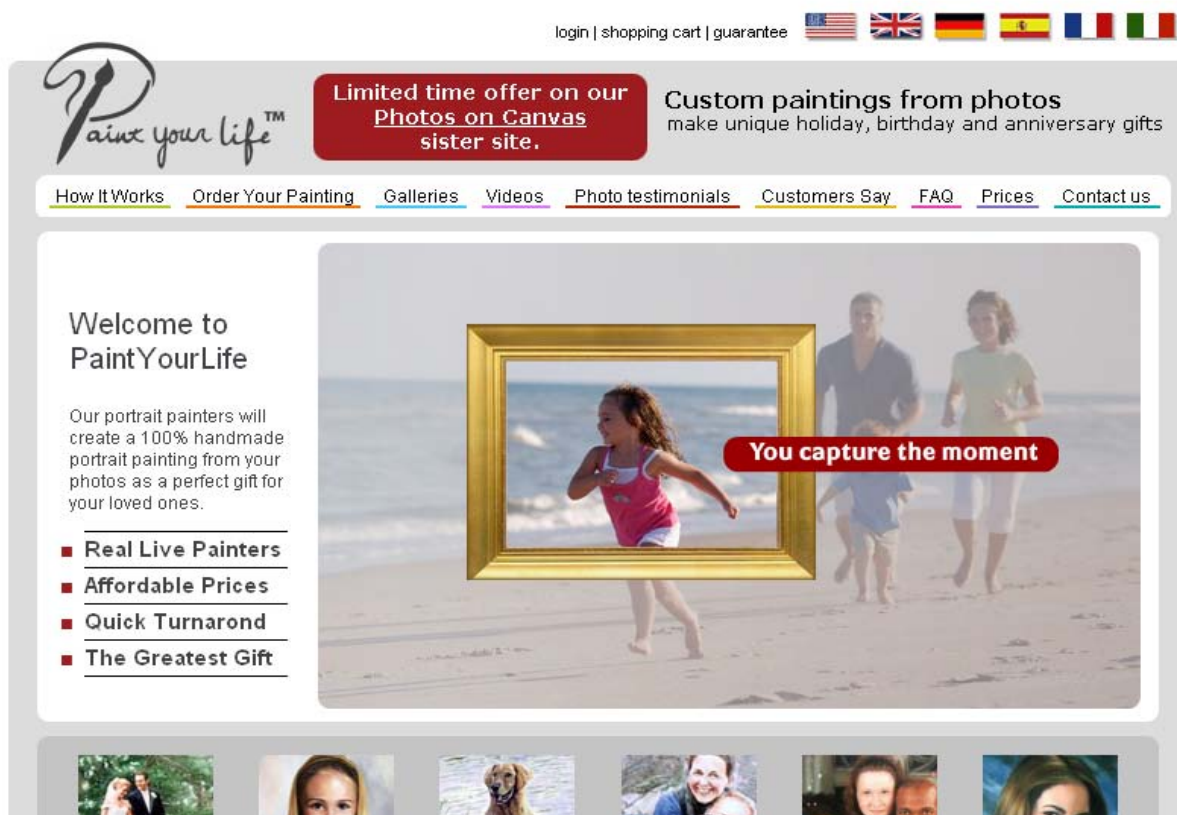 login | shopping cart | guarantee
Paint your life™
Limited time offer on our
Photos on Canvas
sister site.
Custom paintings from photos
make unique holiday, birthday and anniversary gifts
How It Works Order Your Painting Galleries Videos Photo testimonials Customers Say FAQ Prices Contact us
Welcome to
PaintYourLife
Our portrait painters will
create a 100% handmade
portrait painting from your
photos as a perfect gift for
your loved ones.
Real Live Painters
Affordable Prices
Quick Turnarond
The Greatest Gift
You capture the moment